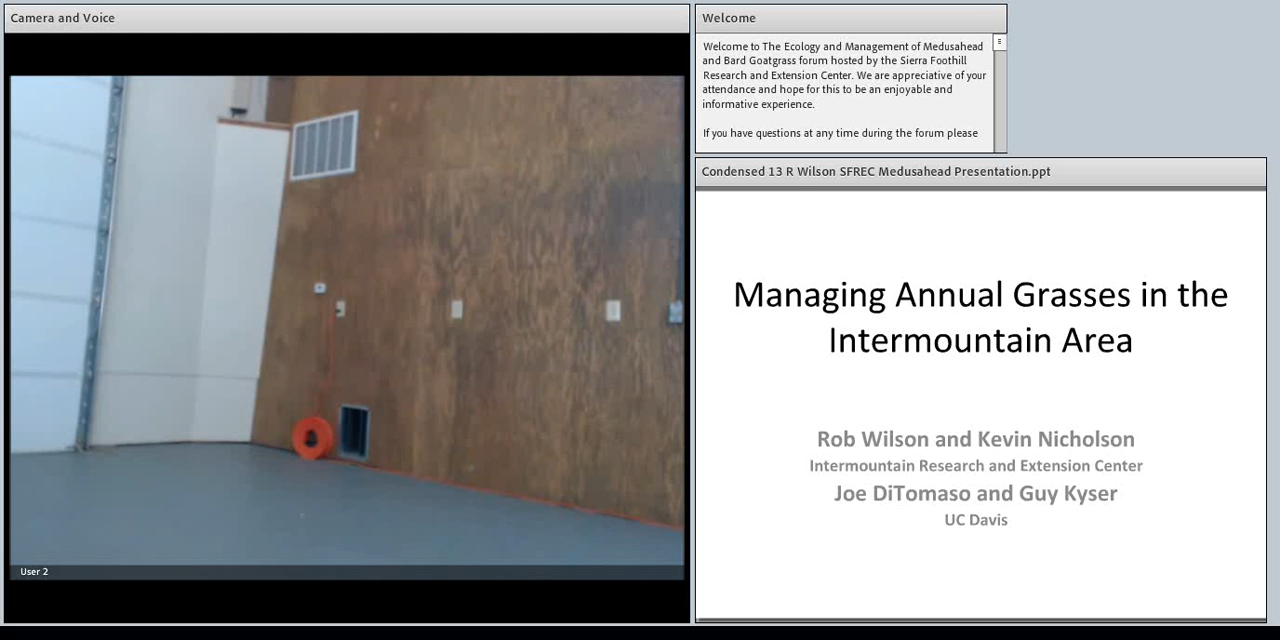 Camera and Voice
User 2
Welcome
Welcome to The Ecology and Management of Medusahead
and Bard Goatgrass forum hosted by the Sierra Foothill
Research and Extension Center. We are appreciative of your
attendance and hope for this to be an enjoyable and
informative experience.
If you have questions at any time during the forum please
Condensed 13 R Wilson SFREC Medusahead Presentation.ppt
Managing Annual Grasses in the
Intermountain Area
Rob Wilson and Kevin Nicholson
Intermountain Research and Extension Center
Joe DiTomaso and Guy Kyser
UC Davis